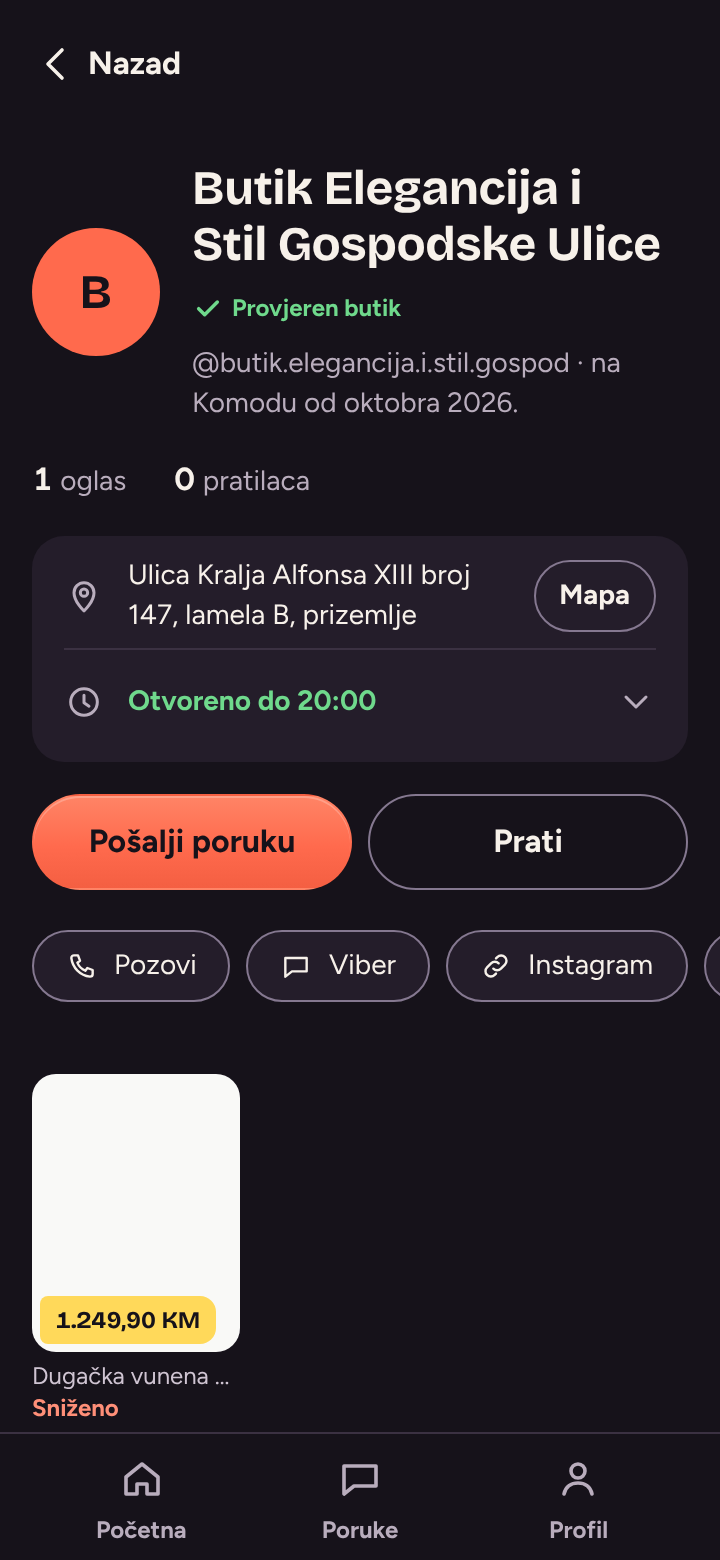 Nazad
Butik Elegancija i
Stil Gospodske Ulice
B
Provjeren butik
@butik.elegancija.i.stil.gospod · na
Komodu od oktobra 2026.
1 oglas 0 pratilaca
Ulica Kralja Alfonsa XIII broj
147, lamela B, prizemlje
Mapa
Otvoreno do 20:00
Pošalji poruku
Prati
Pozovi
Viber
Instagram
1.249,90 KM
Dugačka vunena ...
Sniženo
Početna
Poruke
Profil